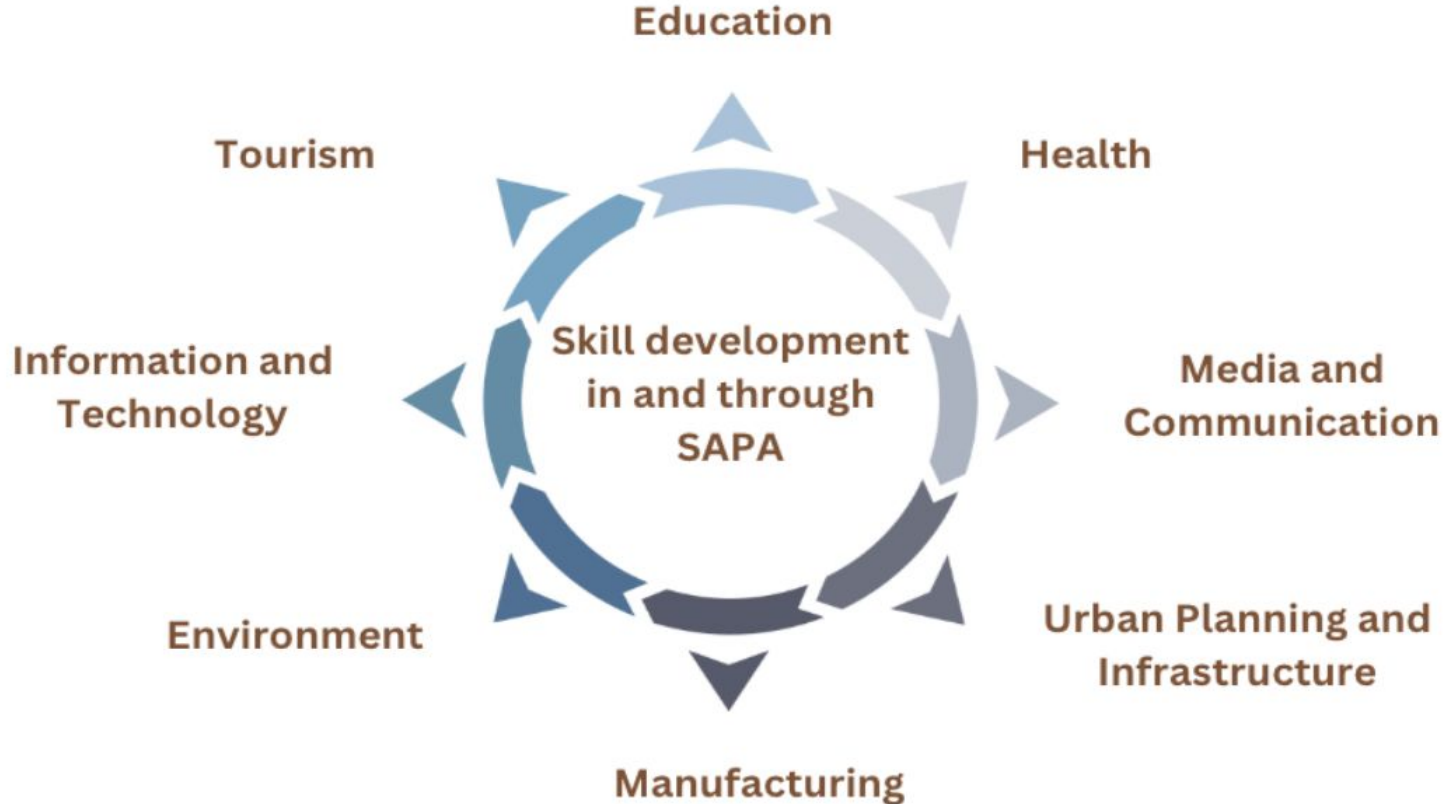 Education
Tourism
Health
Skill development
in and through
SAPA
Information and
Technology
Media and
Communication
Environment
Urban Planning and
Infrastructure
Manufacturing